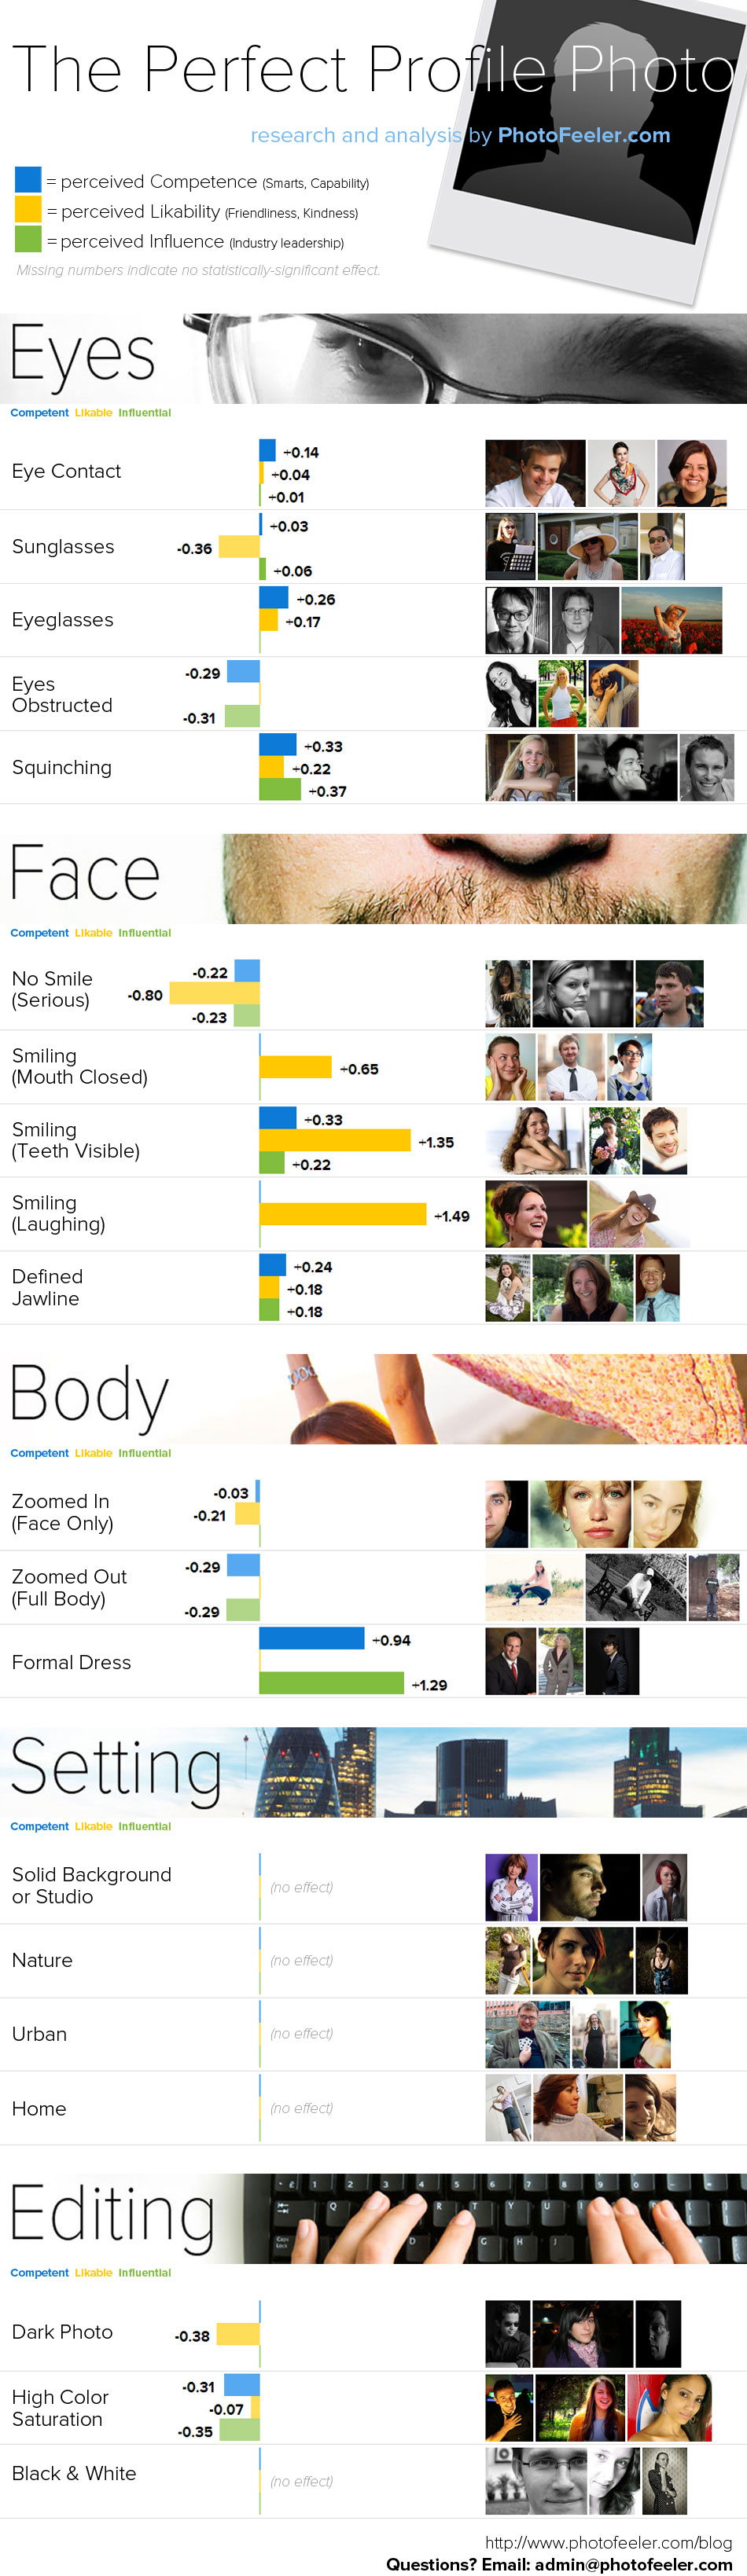 The Perfect Profile Photo
research and analysis by PhotoFeeler.com
= perceived Competence (Smarts, Capability)
= perceived Likability (Friendliness, Kindness)
= perceived Influence (Industry leadership)
Missing numbers indicate no statistically-significant effect.
Eyes
Competent Likable Influential
Eye Contact
+0.14
+0.04
+0.01
Sunglasses
+0.03
-0.36
+0.06
Eyeglasses
+0.26
+0.17
Eyes
Obstructed
-0.29
-0.31
Squinching
+0.33
+0.22
+0.37
Face
Competent Likable Influential
No Smile
(Serious)
-0.22
-0.80
-0.23
Smiling
(Mouth Closed)
+0.65
Smiling
(Teeth Visible)
+0.33
+1.35
+0.22
Smiling
(Laughing)
+1.49
Defined
Jawline
+0.24
+0.18
+0.18
Body
Competent Likable Influential
Zoomed In
(Face Only)
-0.03
-0.21
Zoomed Out
(Full Body)
-0.29
-0.29
Formal Dress
+0.94
+1.29
Setting
Competent Likable Influential
Solid Background
or Studio
(no effect)
Nature
(no effect)
Urban
(no effect)
Home
(no effect)
Editing
Competent Likable Influential
Dark Photo
-0.38
High Color
Saturation
-0.31
-0.07
-0.35
Black & White
(no effect)
http://www.photofeeler.com/blog
Questions? Email: admin@photofeeler.com